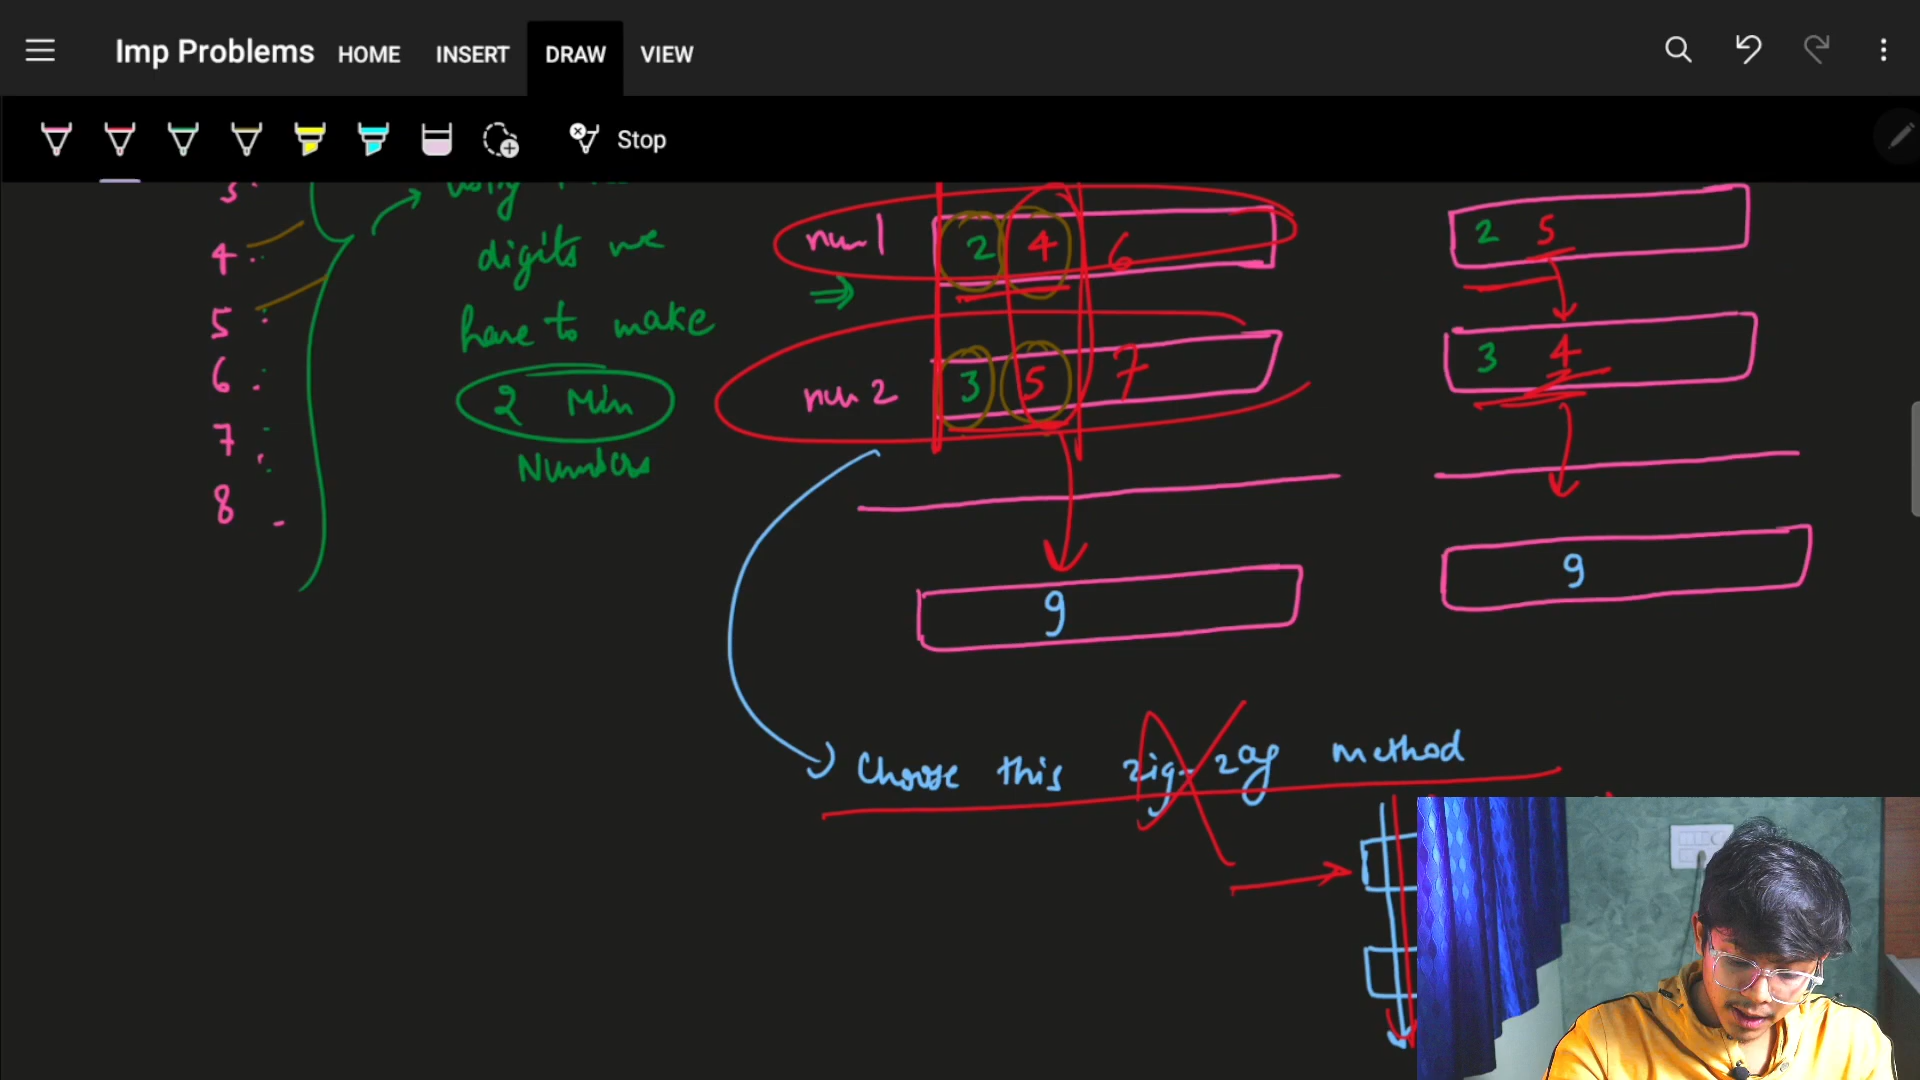 Imp Problems HOME INSERT DRAW VIEW
Stop
3
4
5
6
7
8
digits we
have to make
2 Min
Numbers
num1 2 4 6
num 2 3 5 7
9
2 5
3 4
9
Choose this zig-zag method